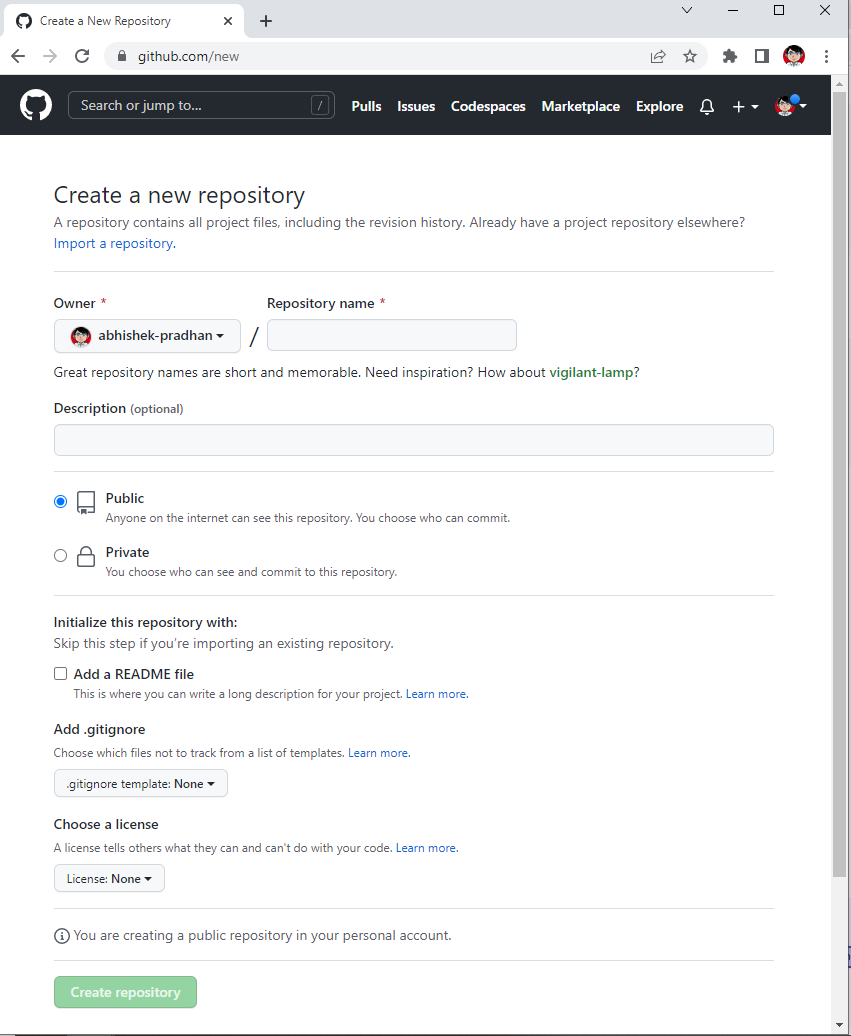 Create a New Repository
github.com/new
Search or jump to...
/
Pulls
Issues
Codespaces
Marketplace
Explore
Create a new repository
A repository contains all project files, including the revision history. Already have a project repository elsewhere?
Import a repository.
Owner *
Repository name *
abhishek-pradhan
/
Great repository names are short and memorable. Need inspiration? How about vigilant-lamp?
Description (optional)
Public
Anyone on the internet can see this repository. You choose who can commit.
Private
You choose who can see and commit to this repository.
Initialize this repository with:
Skip this step if you're importing an existing repository.
Add a README file
This is where you can write a long description for your project. Learn more.
Add .gitignore
Choose which files not to track from a list of templates. Learn more.
.gitignore template: None
Choose a license
A license tells others what they can and can't do with your code. Learn more.
License: None
You are creating a public repository in your personal account.
Create repository